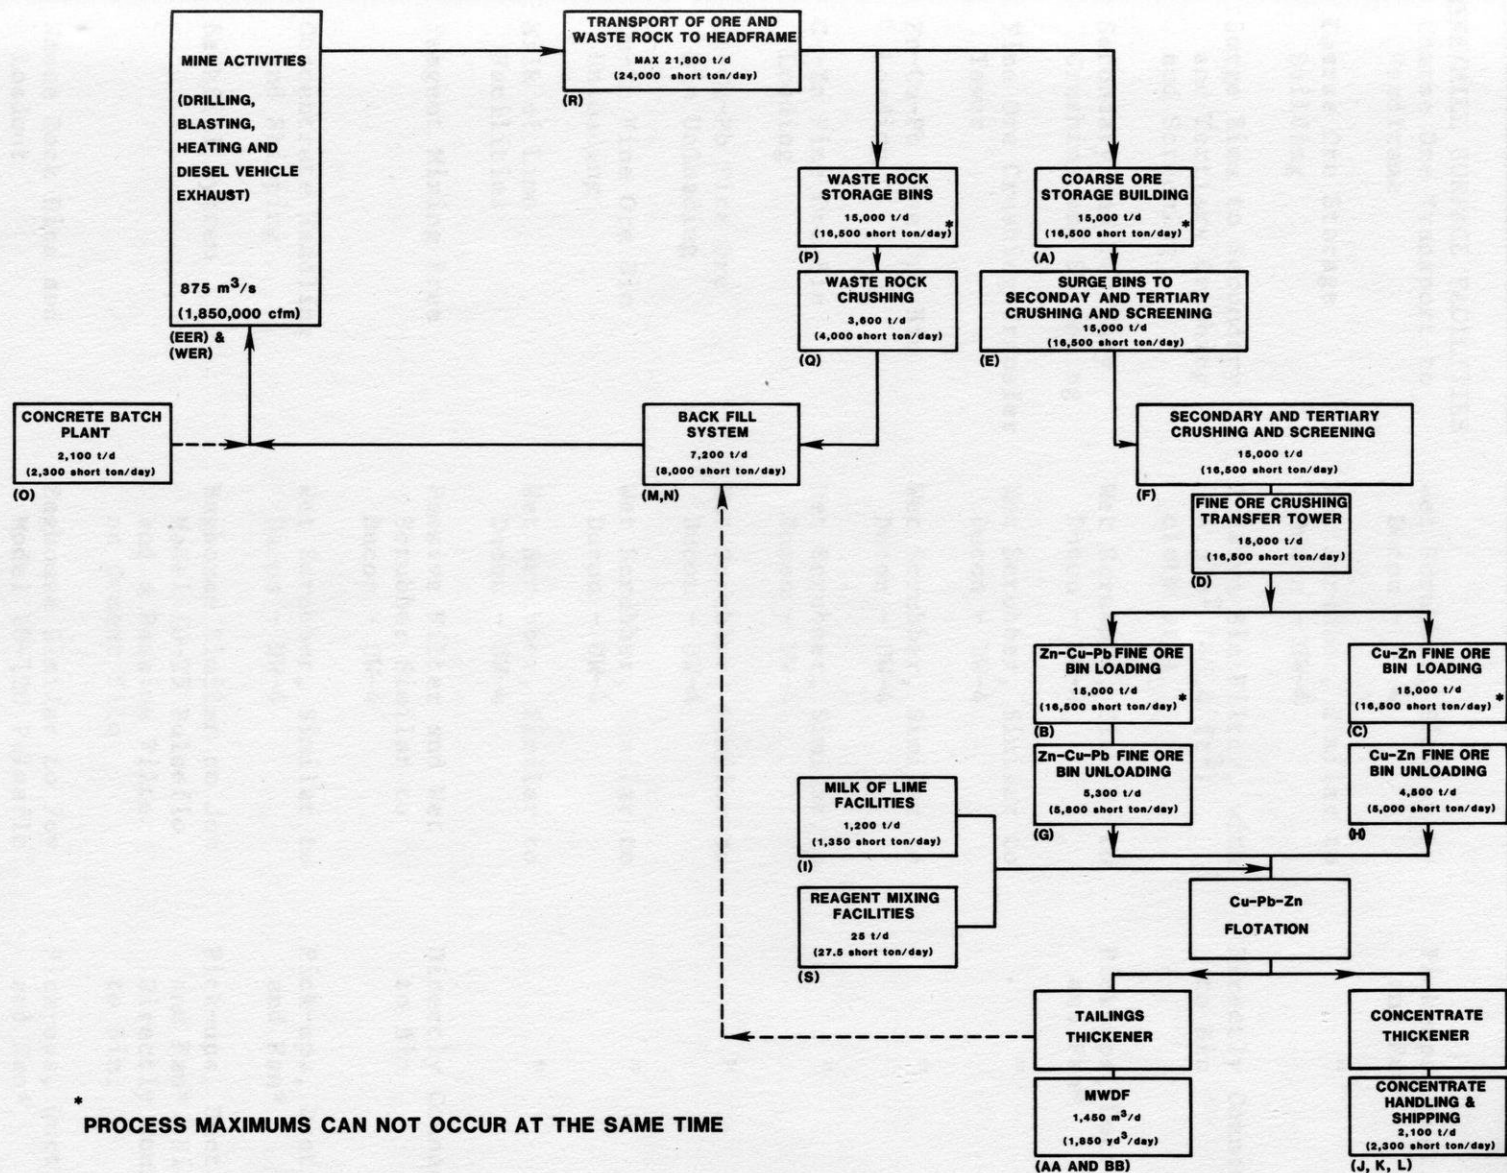 MINE ACTIVITIES
(DRILLING,
BLASTING,
HEATING AND
DIESEL VEHICLE
EXHAUST)
875 m³/s
(1,850,000 cfm)
(EER) &
(WER)
TRANSPORT OF ORE AND
WASTE ROCK TO HEADFRAME
MAX 21,800 t/d
(24,000 short ton/day)
(R)
WASTE ROCK
STORAGE BINS
15,000 t/d
(16,500 short ton/day)*
(P)
COARSE ORE
STORAGE BUILDING
15,000 t/d
(16,500 short ton/day)*
(A)
WASTE ROCK
CRUSHING
3,600 t/d
(4,000 short ton/day)
(Q)
SURGE BINS TO
SECONDAY AND TERTIARY
CRUSHING AND SCREENING
15,000 t/d
(16,500 short ton/day)
(E)
CONCRETE BATCH
PLANT
2,100 t/d
(2,300 short ton/day)
(O)
BACK FILL
SYSTEM
7,200 t/d
(8,000 short ton/day)
(M,N)
SECONDARY AND TERTIARY
CRUSHING AND SCREENING
15,000 t/d
(16,500 short ton/day)
(F)
FINE ORE CRUSHING
TRANSFER TOWER
15,000 t/d
(16,500 short ton/day)
(D)
Zn-Cu-Pb FINE ORE
BIN LOADING
15,000 t/d
(16,500 short ton/day)*
(B)
Cu-Zn FINE ORE
BIN LOADING
15,000 t/d
(16,500 short ton/day)*
(C)
Zn-Cu-Pb FINE ORE
BIN UNLOADING
5,300 t/d
(5,800 short ton/day)
(G)
Cu-Zn FINE ORE
BIN UNLOADING
4,500 t/d
(5,000 short ton/day)
(H)
MILK OF LIME
FACILITIES
1,200 t/d
(1,350 short ton/day)
(I)
REAGENT MIXING
FACILITIES
25 t/d
(27.5 short ton/day)
(S)
Cu-Pb-Zn
FLOTATION
TAILINGS
THICKENER
CONCENTRATE
THICKENER
MWDF
1,450 m³/d
(1,850 yd³/day)
(AA AND BB)
CONCENTRATE
HANDLING &
SHIPPING
2,100 t/d
(2,300 short ton/day)
(J, K, L)
*
PROCESS MAXIMUMS CAN NOT OCCUR AT THE SAME TIME